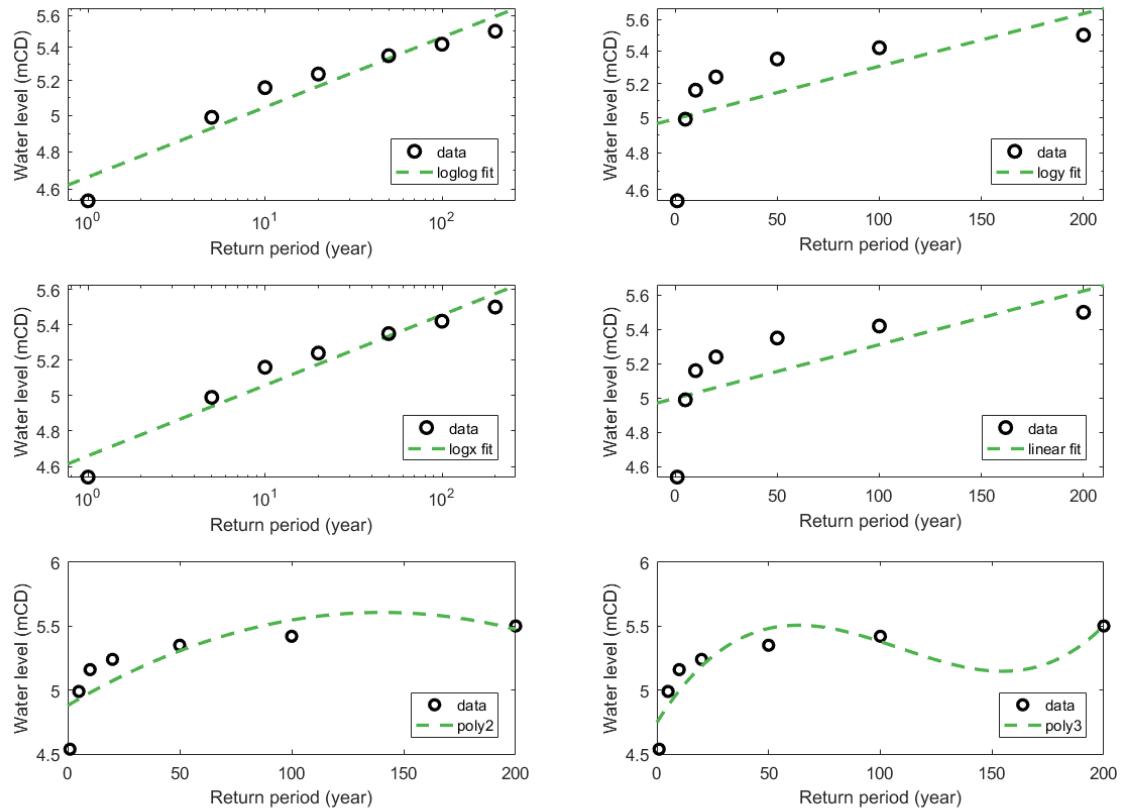 5.6
5.4
5.2
5
4.8
4.6
Water level (mCD)
data
loglog fit
10^0
10^1
10^2
Return period (year)
5.6
5.4
5.2
5
4.8
4.6
Water level (mCD)
data
logy fit
0
50
100
150
200
Return period (year)
5.6
5.4
5.2
5
4.8
4.6
Water level (mCD)
data
logx fit
10^0
10^1
10^2
Return period (year)
5.6
5.4
5.2
5
4.8
4.6
Water level (mCD)
data
linear fit
0
50
100
150
200
Return period (year)
6
5.5
5
4.5
Water level (mCD)
data
poly2
0
50
100
150
200
Return period (year)
6
5.5
5
4.5
Water level (mCD)
data
poly3
0
50
100
150
200
Return period (year)